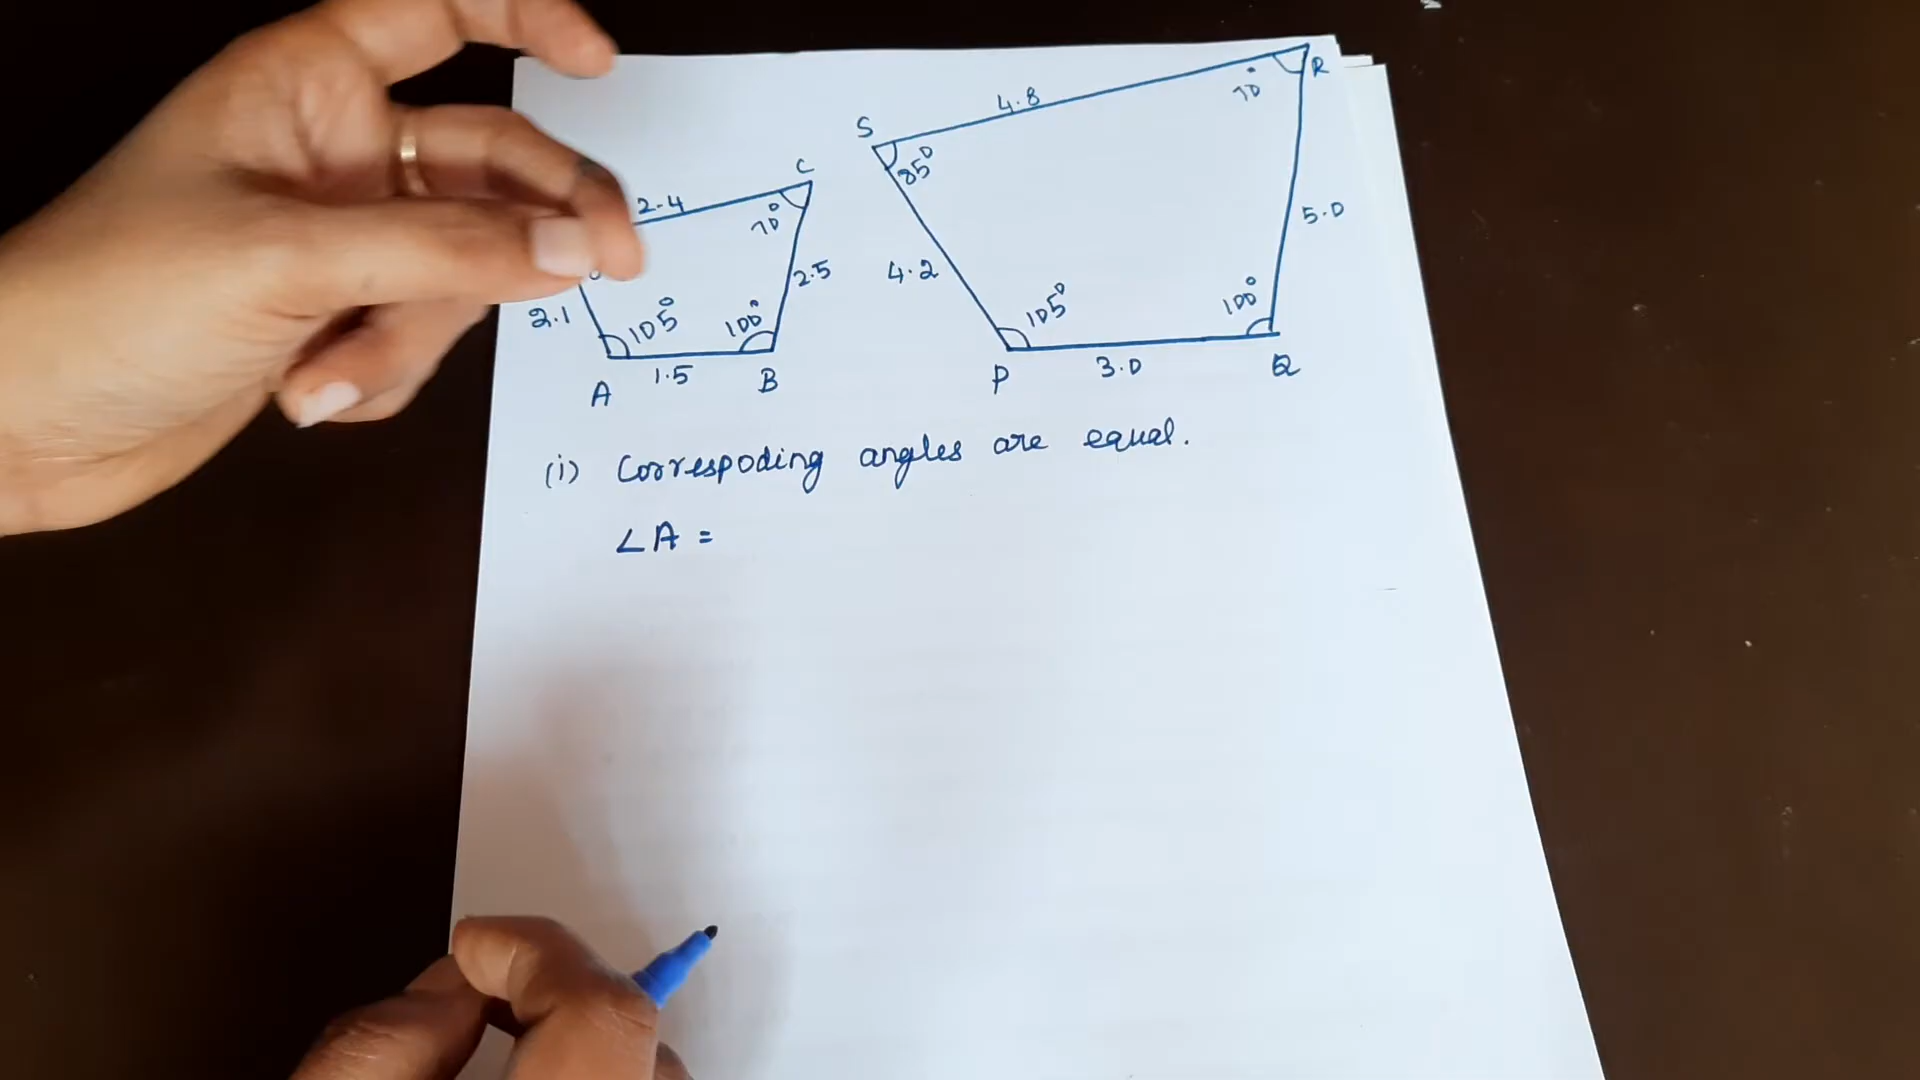 4.8
R
70°
S
85°
C
2.4
70°
5.0
2.5
4.2
2.1
105°
100°
105°
100°
1.5
A
B
P
3.0
Q
(i) Correspoding angles are equal.
∠A =